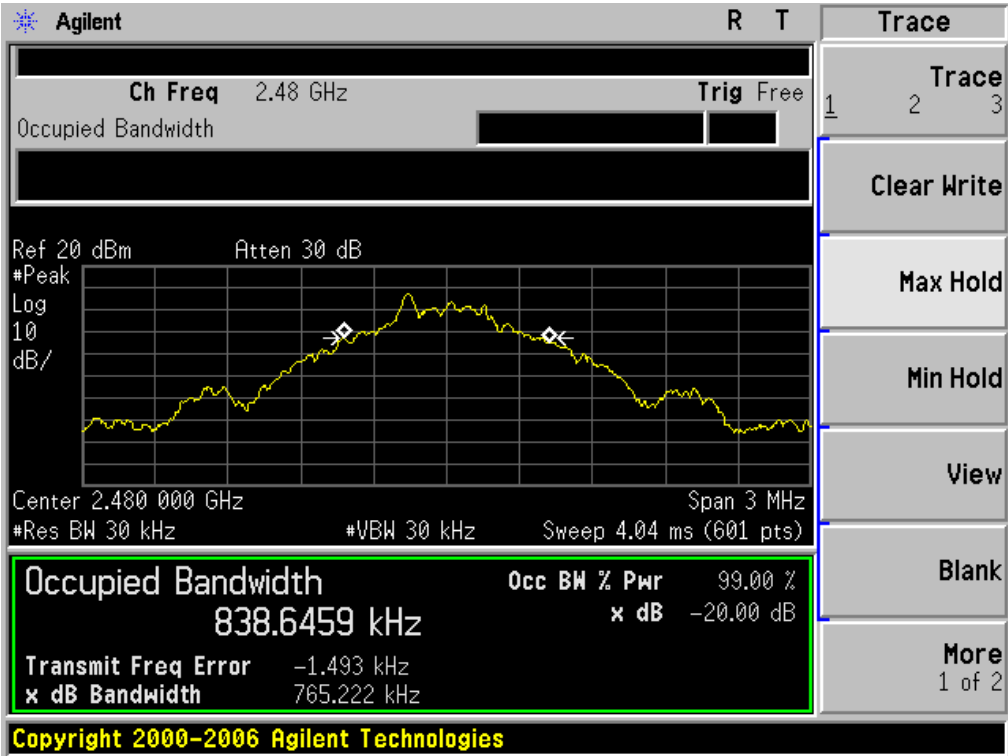 Agilent R T
Ch Freq 2.48 GHz Trig Free
Occupied Bandwidth
Ref 20 dBm Atten 30 dB
#Peak
Log
10
dB/
Center 2.480 000 GHz Span 3 MHz
#Res BW 30 kHz #VBW 30 kHz Sweep 4.04 ms (601 pts)
Occupied Bandwidth
838.6459 kHz
Occ BW % Pwr 99.00 %
x dB -20.00 dB
Transmit Freq Error -1.493 kHz
x dB Bandwidth 765.222 kHz
Copyright 2000-2006 Agilent Technologies
Trace
Trace
1 2 3
Clear Write
Max Hold
Min Hold
View
Blank
More
1 of 2